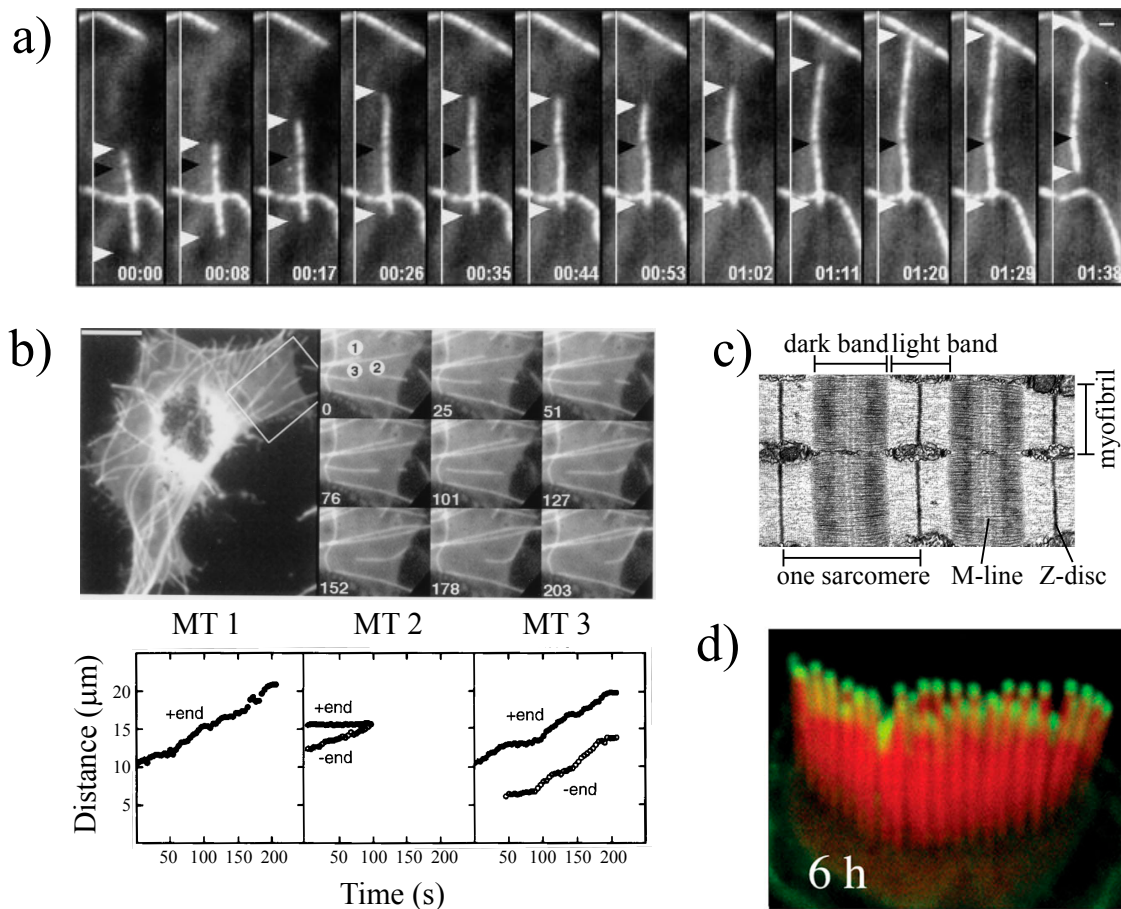 a)
00:00 00:08 00:17 00:26 00:35 00:44 00:53 01:02 01:11 01:20 01:29 01:38
b)
1
3 2
0 25 51
76 101 127
152 178 203
MT 1 MT 2 MT 3
Distance (μm)
20
15
10
5
+end
+end
-end
+end
-end
50 100 150 200 50 100 150 200 50 100 150 200
Time (s)
c)
dark band light band
myofibril
one sarcomere M-line Z-disc
d)
6 h